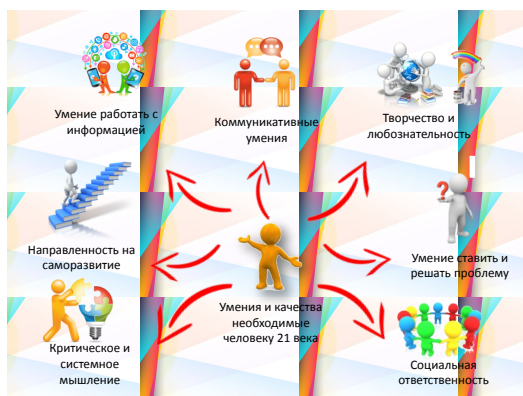 Умение работать с
информацией
Коммуникативные
умения
Творчество и
любознательность
Направленность на
саморазвитие
Умение ставить и
решать проблему
Умения и качества
необходимые
человеку 21 века
Критическое и
системное
мышление
Социальная
ответственность